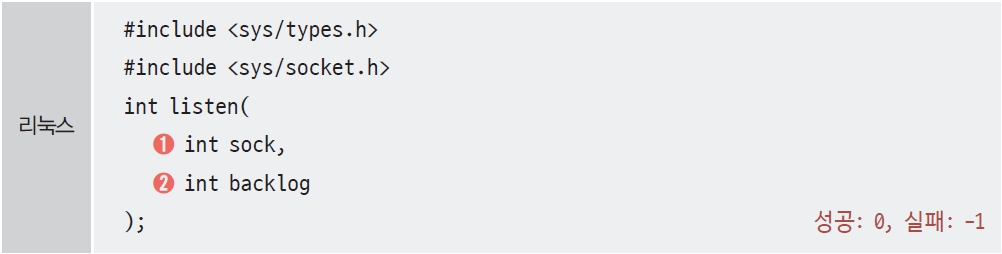 리눅스
#include <sys/types.h>
#include <sys/socket.h>
int listen(
❶ int sock,
❷ int backlog
);
성공: 0, 실패: -1